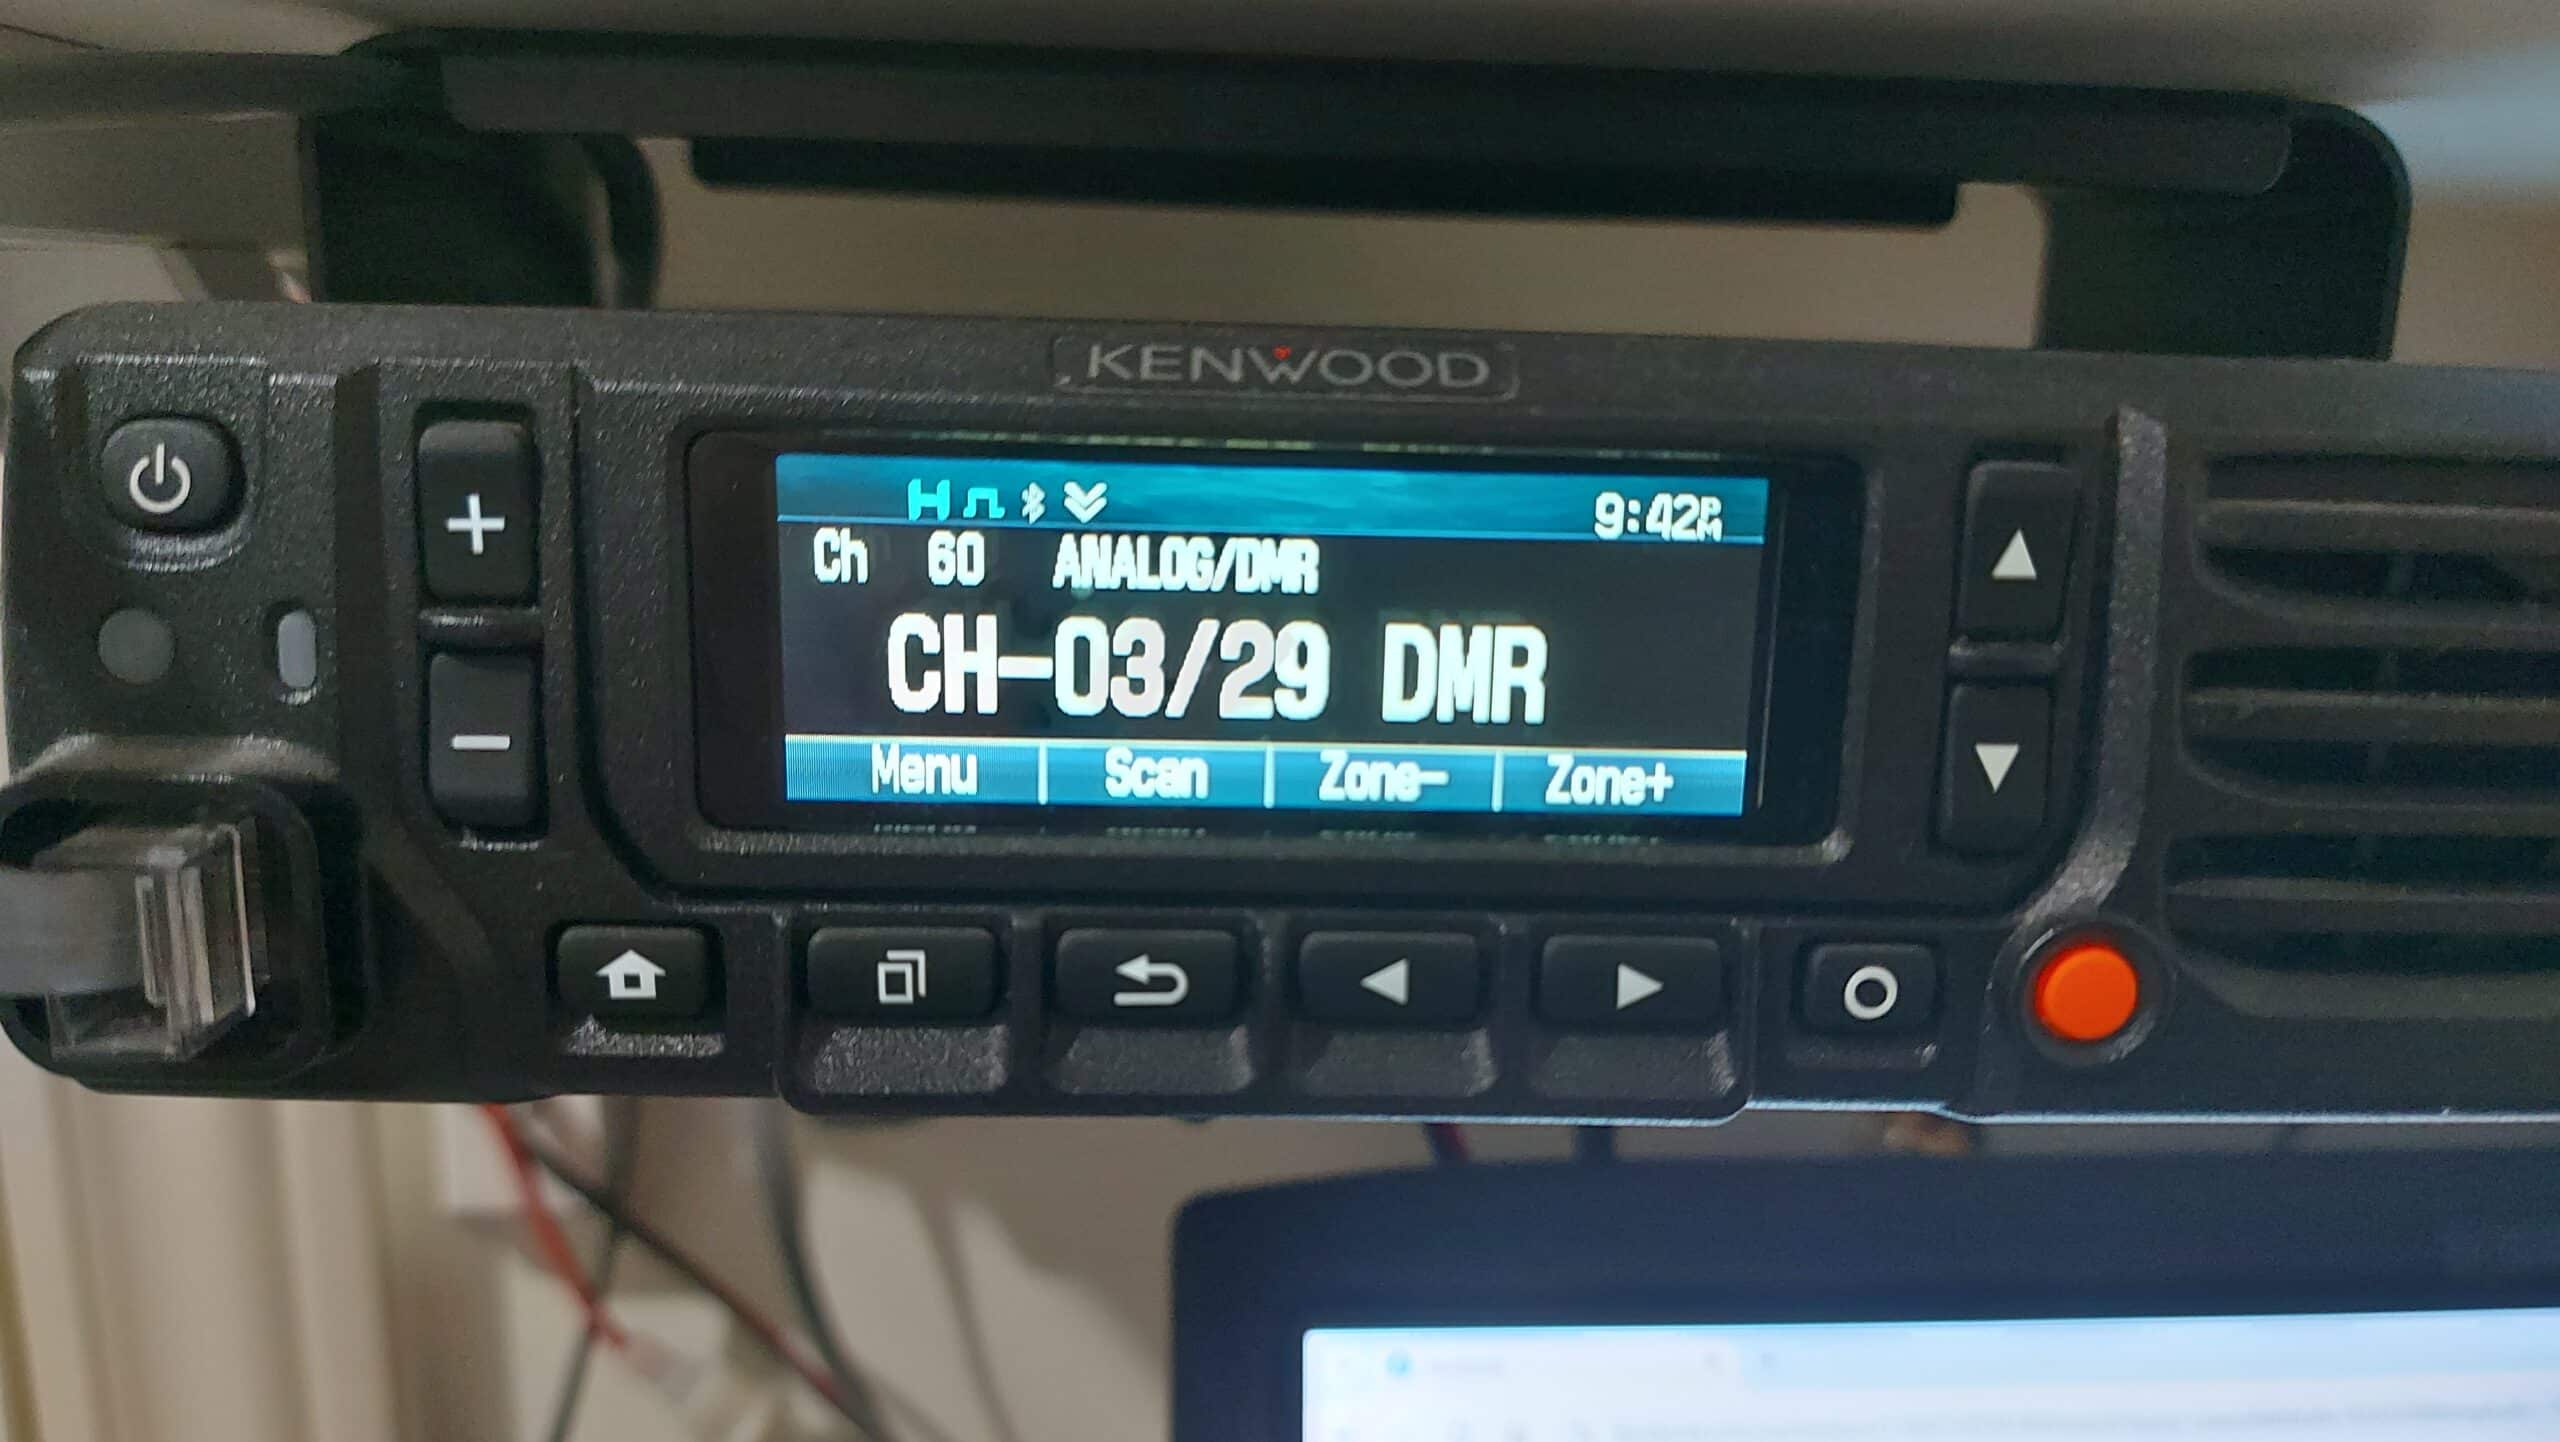 KENWOOD
H 9:42PM
Ch 60 ANALOG/DMR
CH-03/29 DMR
Menu Scan Zone- Zone+